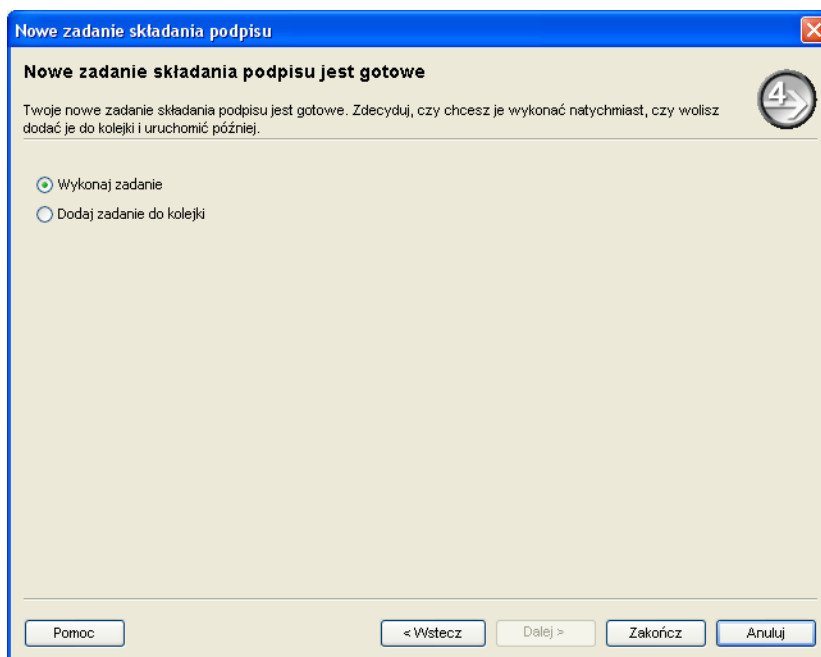 Nowe zadanie składania podpisu
Nowe zadanie składania podpisu jest gotowe
Twoje nowe zadanie składania podpisu jest gotowe. Zdecyduj, czy chcesz je wykonać natychmiast, czy wolisz
dodać je do kolejki i uruchomić później.
4
Wykonaj zadanie
Dodaj zadanie do kolejki
Pomoc
< Wstecz
Dalej >
Zakończ
Anuluj